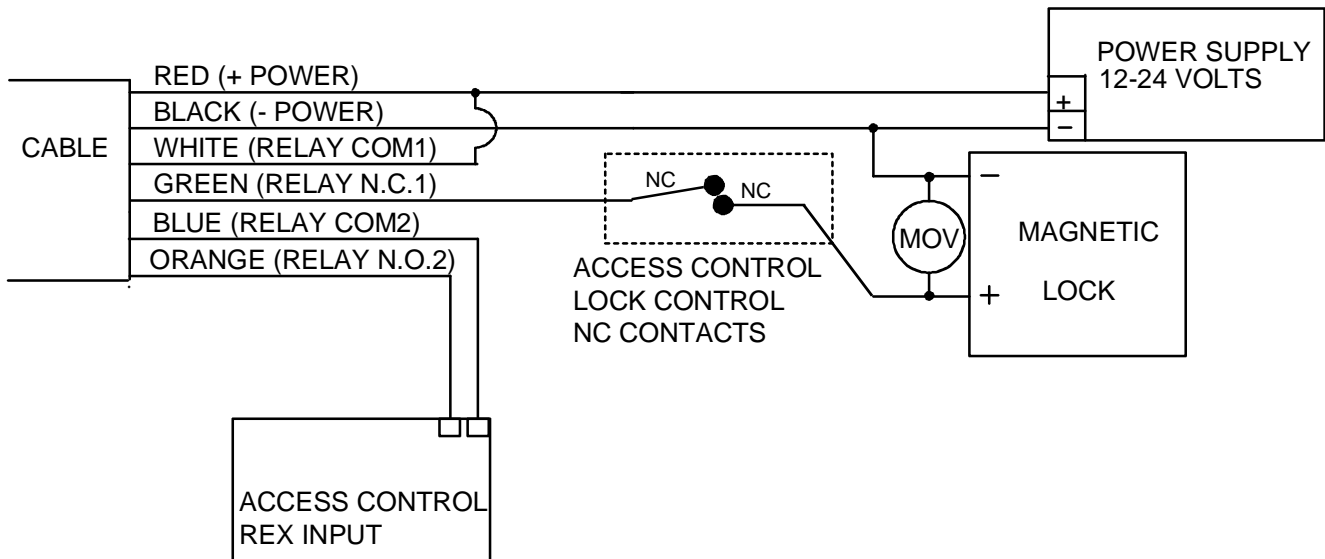 POWER SUPPLY
12-24 VOLTS
+
−
RED (+ POWER)
BLACK (- POWER)
WHITE (RELAY COM1)
GREEN (RELAY N.C.1)
BLUE (RELAY COM2)
ORANGE (RELAY N.O.2)
CABLE
NC
NC
ACCESS CONTROL
LOCK CONTROL
NC CONTACTS
MOV
−
+
MAGNETIC
LOCK
ACCESS CONTROL
REX INPUT